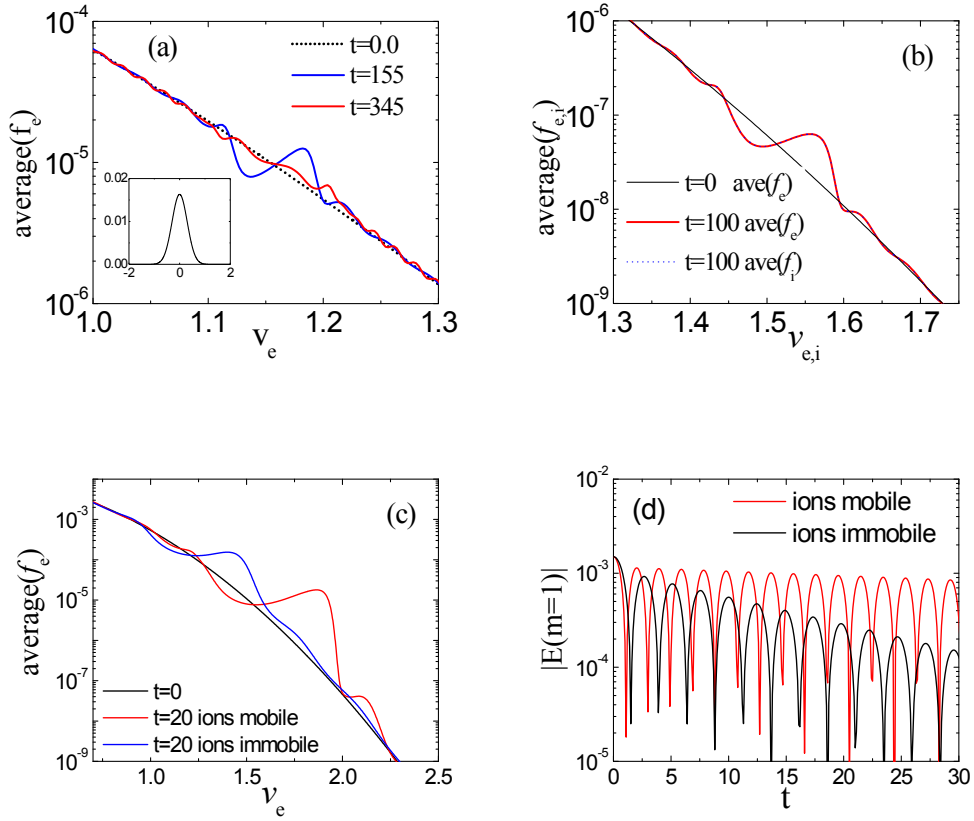 (a)
t=0.0
t=155
t=345
average(f_e)
10^-4
10^-5
10^-6
0.02
0.01
0.00
-2 0 2
1.0 1.1 1.2 1.3
v_e
(b)
average(f_e,i)
10^-6
10^-7
10^-8
10^-9
t=0 ave(f_e)
t=100 ave(f_e)
t=100 ave(f_i)
1.3 1.4 1.5 1.6 1.7
v_e,i
(c)
average(f_e)
10^-3
10^-5
10^-7
10^-9
t=0
t=20 ions mobile
t=20 ions immobile
1.0 1.5 2.0 2.5
v_e
(d)
ions mobile
ions immobile
|E(m=1)|
10^-2
10^-3
10^-4
10^-5
0 5 10 15 20 25 30
t